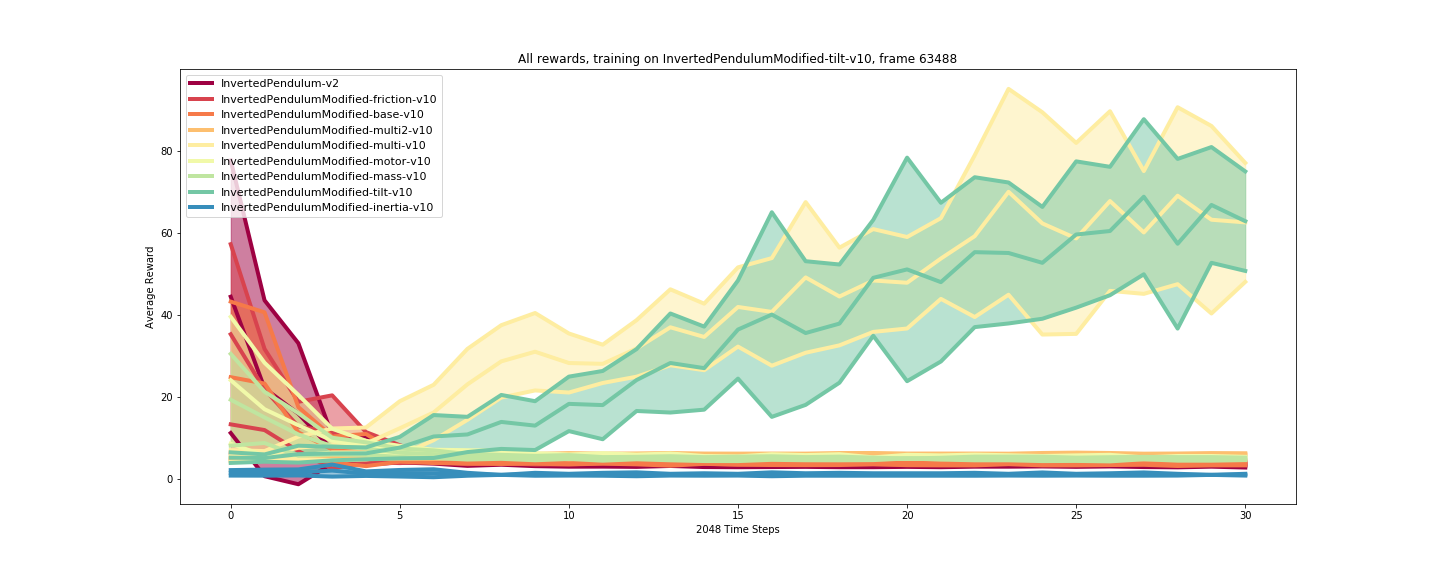 All rewards, training on InvertedPendulumModified-tilt-v10, frame 63488
InvertedPendulum-v2
InvertedPendulumModified-friction-v10
InvertedPendulumModified-base-v10
InvertedPendulumModified-multi2-v10
InvertedPendulumModified-multi-v10
InvertedPendulumModified-motor-v10
InvertedPendulumModified-mass-v10
InvertedPendulumModified-tilt-v10
InvertedPendulumModified-inertia-v10
Average Reward
80
60
40
20
0
0 5 10 15 20 25 30
2048 Time Steps